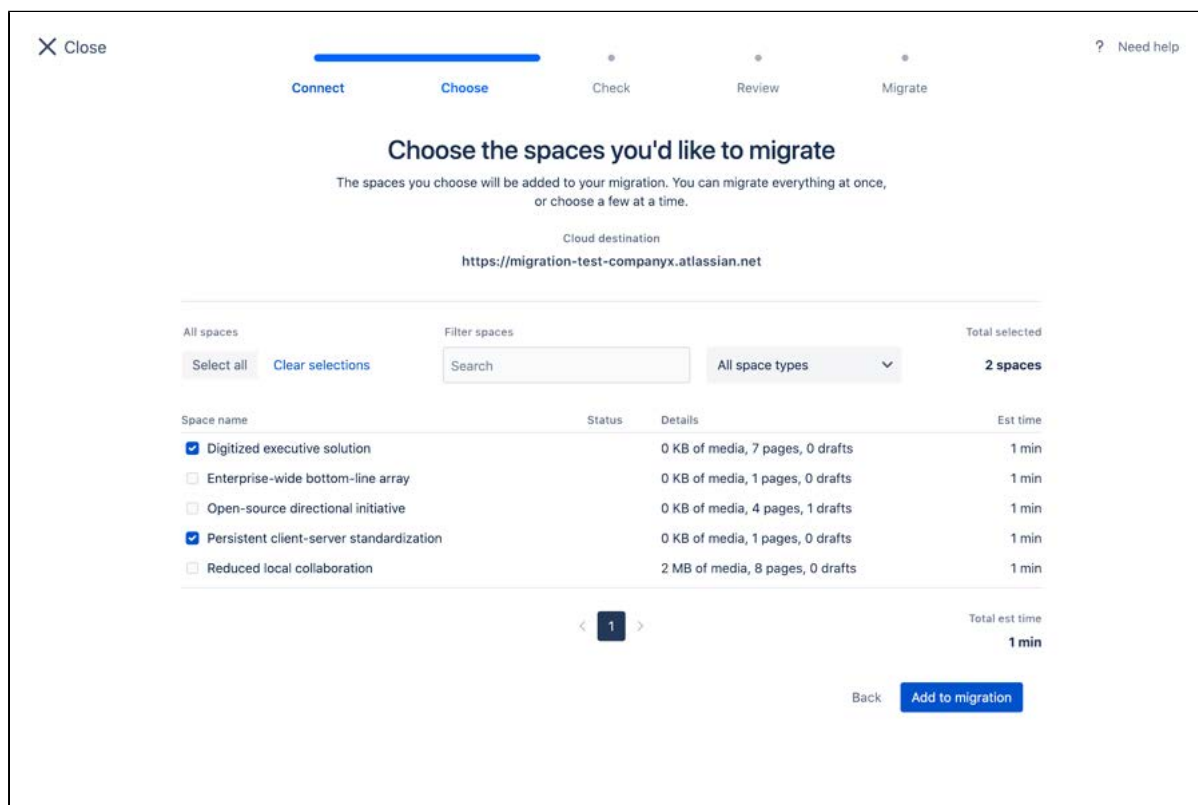 Close
? Need help
Connect Choose Check Review Migrate
Choose the spaces you'd like to migrate
The spaces you choose will be added to your migration. You can migrate everything at once,
or choose a few at a time.
Cloud destination
https://migration-test-companyx.atlassian.net
All spaces Filter spaces Total selected
Select all Clear selections Search All space types 2 spaces
Space name Status Details Est time
Digitized executive solution 0 KB of media, 7 pages, 0 drafts 1 min
Enterprise-wide bottom-line array 0 KB of media, 1 pages, 0 drafts 1 min
Open-source directional initiative 0 KB of media, 4 pages, 1 drafts 1 min
Persistent client-server standardization 0 KB of media, 1 pages, 0 drafts 1 min
Reduced local collaboration 2 MB of media, 8 pages, 0 drafts 1 min
1
Total est time
1 min
Back Add to migration